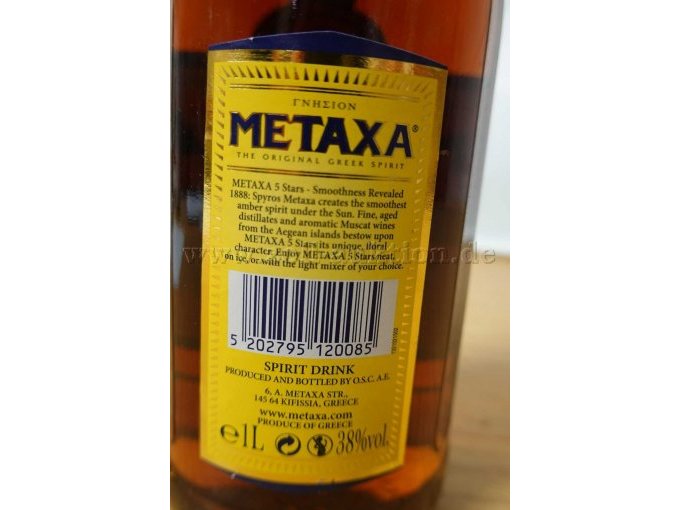 ΓΝΗΣΙΟΝ
METAXA®
THE ORIGINAL GREEK SPIRIT
METAXA 5 Stars - Smoothness Revealed
1888: Spyros Metaxa creates the smoothest
amber spirit under the Sun. Fine, aged
distillates and aromatic Muscat wines
from the Aegean islands bestow upon
METAXA 5 Stars its unique, floral
character. Enjoy METAXA 5 Stars neat,
on ice, or with the light mixer of your choice.
5 202795 120085
SPIRIT DRINK
PRODUCED AND BOTTLED BY O.S.C. A.E.
6, A. METAXA STR.,
145 64 KIFISSIA, GREECE
www.metaxa.com
PRODUCE OF GREECE
℮1L 38%vol.